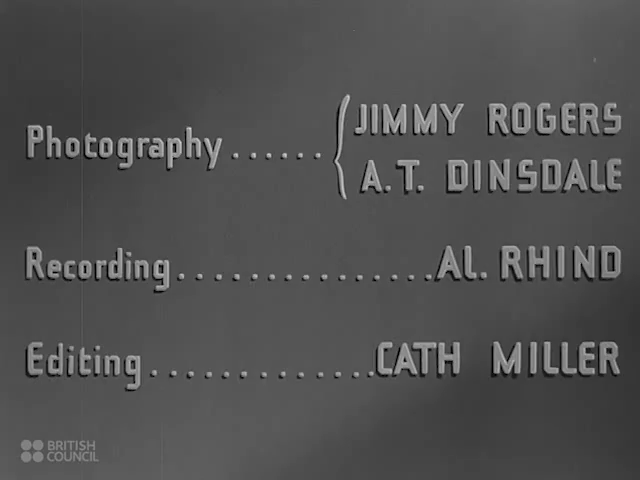 Photography ...... { JIMMY ROGERS
A.T. DINSDALE
Recording ............... AL. RHIND
Editing ............. CATH MILLER
BRITISH
COUNCIL